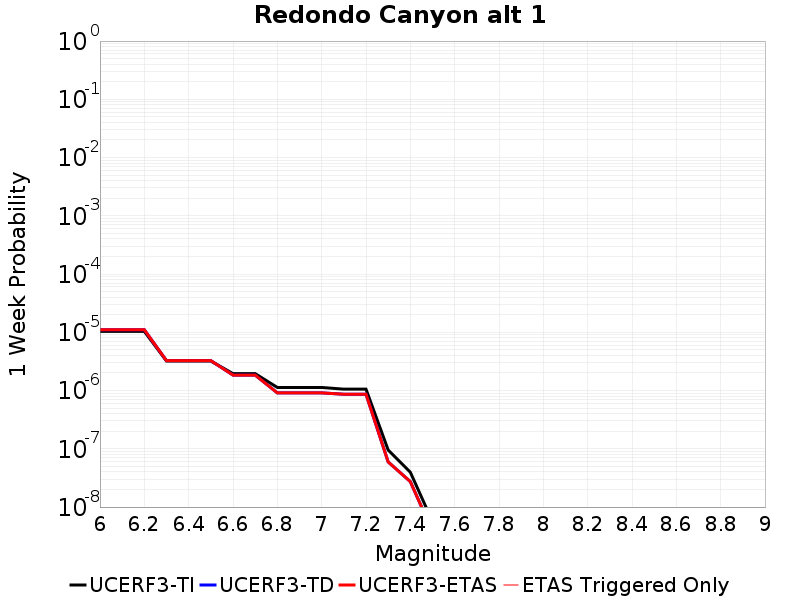 Redondo Canyon alt 1
1 Week Probability
10^0
10^-1
10^-2
10^-3
10^-4
10^-5
10^-6
10^-7
10^-8
6 6.2 6.4 6.6 6.8 7 7.2 7.4 7.6 7.8 8 8.2 8.4 8.6 8.8 9
Magnitude
UCERF3-TI UCERF3-TD UCERF3-ETAS ETAS Triggered Only